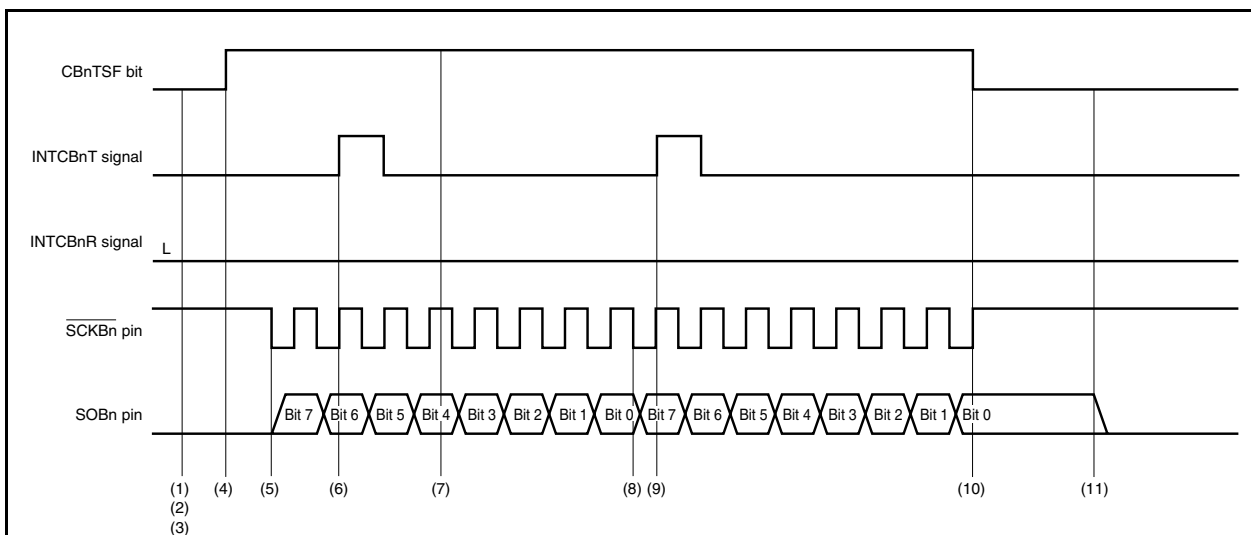 CBnTSF bit
INTCBnT signal
INTCBnR signal
L
SCKBn pin
SOBn pin
Bit 7 Bit 6 Bit 5 Bit 4 Bit 3 Bit 2 Bit 1 Bit 0 Bit 7 Bit 6 Bit 5 Bit 4 Bit 3 Bit 2 Bit 1 Bit 0
(1) (4) (5) (6) (7) (8) (9) (10) (11)
(2)
(3)